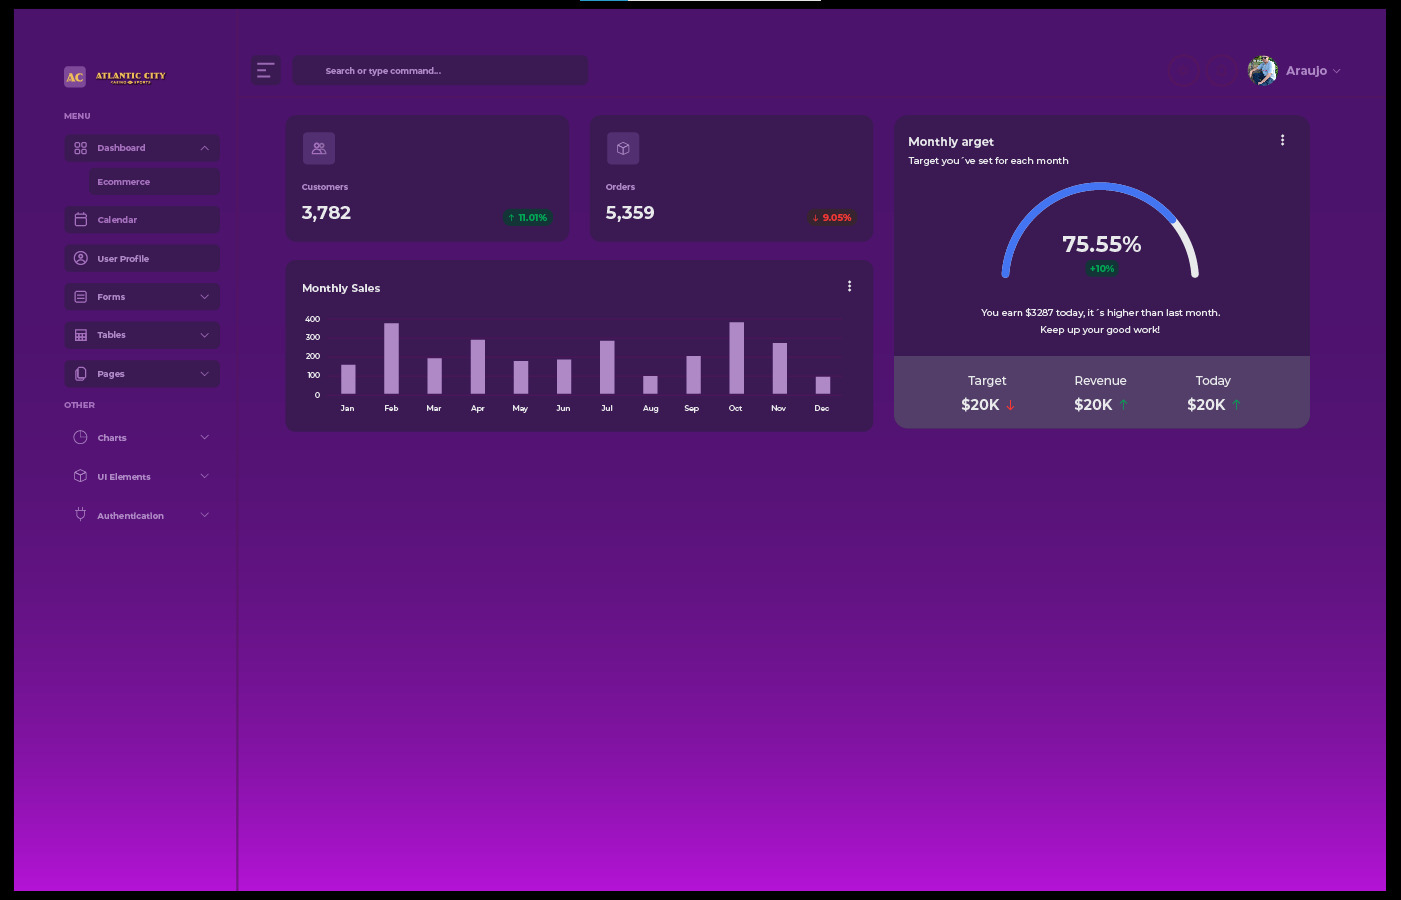 AC
ATLANTIC CITY
CASINO SPORTS
Search or type command...
Araujo
MENU
Dashboard
Ecommerce
Calendar
User Profile
Forms
Tables
Pages
OTHER
Charts
UI Elements
Authentication
Customers
3,782
11.01%
Orders
5,359
9.05%
Monthly Sales
400
300
200
100
0
Jan Feb Mar Apr May Jun Jul Aug Sep Oct Nov Dec
Monthly arget
Target you´ve set for each month
75.55%
+10%
You earn $3287 today, it´s higher than last month.
Keep up your good work!
Target Revenue Today
$20K $20K $20K